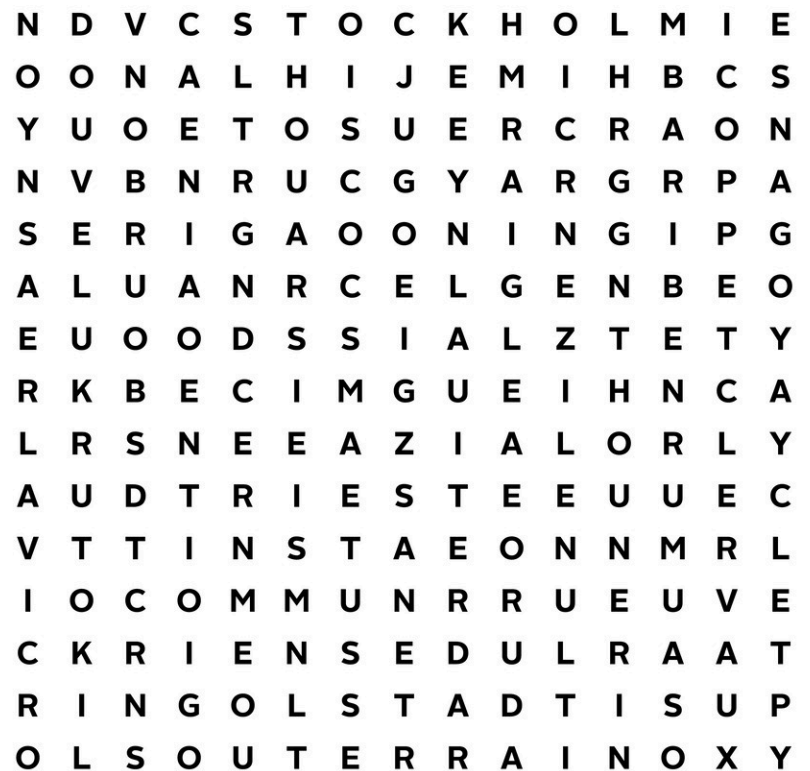 N D V C S T O C K H O L M I E
O O N A L H I J E M I H B C S
Y U O E T O S U E R C R A O N
N V B N R U C G Y A R G R P A
S E R I G A O O N I N G I P G
A L U A N R C E L G E N B E O
E U O O D S S I A L Z T E T Y
R K B E C I M G U E I H N C A
L R S N E E A Z I A L O R L Y
A U D T R I E S T E E U U E C
V T T I N S T A E O N N M R L
I O C O M M U N R R U E U V E
C K R I E N S E D U L R A A T
R I N G O L S T A D T I S U P
O L S O U T E R R A I N O X Y